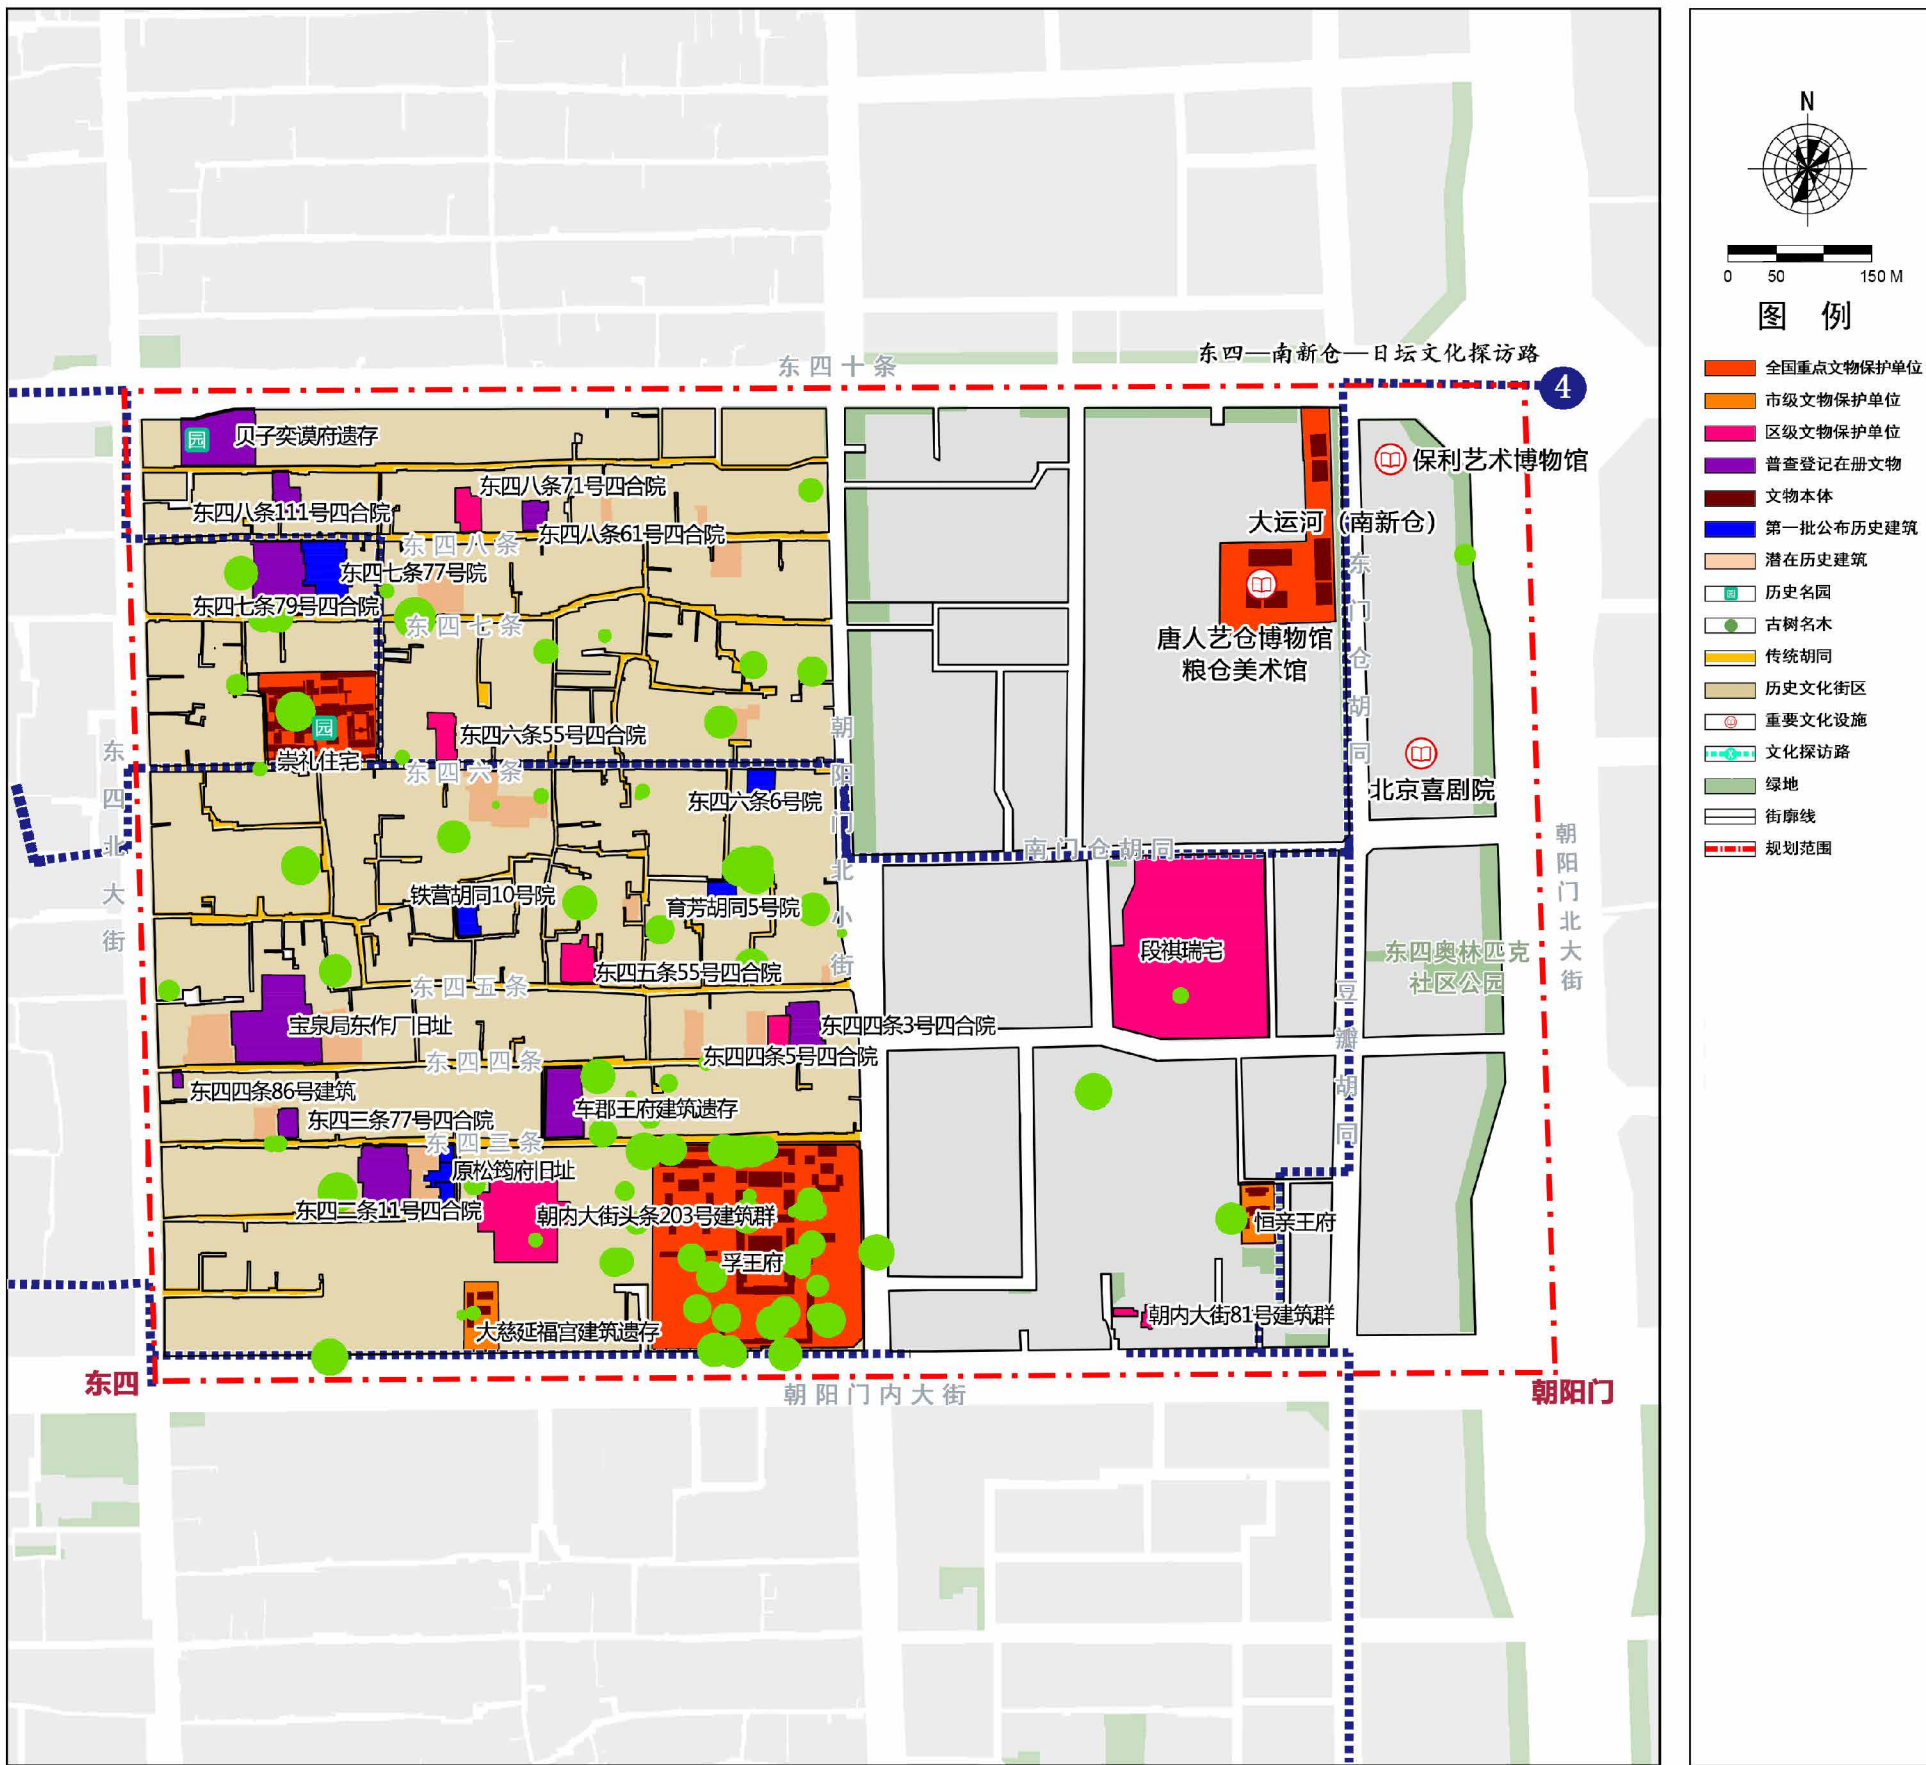 东四十条
东四—南新仓—日坛文化探访路
4
园
贝子奕谟府遗存
保利艺术博物馆
东四八条71号四合院
东四八条111号四合院
东四八条61号四合院
大运河（南新仓）
东四八条
东四七条77号院
东四七条79号四合院
东四七条
唐人艺仓博物馆
粮仓美术馆
东门仓胡同
园
崇礼住宅
东四六条55号四合院
东四六条
东四六条6号院
北京喜剧院
东四北大街
朝阳门北小街
南门仓胡同
朝阳门北大街
铁营胡同10号院
育芳胡同5号院
段祺瑞宅
东四奥林匹克
社区公园
东四五条55号四合院
东四五条
宝泉局东作厂旧址
东四四条3号四合院
东四四条5号四合院
东四四条
豆瓣胡同
东四四条86号建筑
车郡王府建筑遗存
东四三条77号四合院
东四三条
原松筠府旧址
东四二条11号四合院
朝内大街头条203号建筑群
恒亲王府
孚王府
朝内大街81号建筑群
大慈延福宫建筑遗存
东四
朝阳门内大街
朝阳门
N
0 50 150 M
图 例
全国重点文物保护单位
市级文物保护单位
区级文物保护单位
普查登记在册文物
文物本体
第一批公布历史建筑
潜在历史建筑
园 历史名园
古树名木
传统胡同
历史文化街区
重要文化设施
文化探访路
绿地
街廓线
规划范围